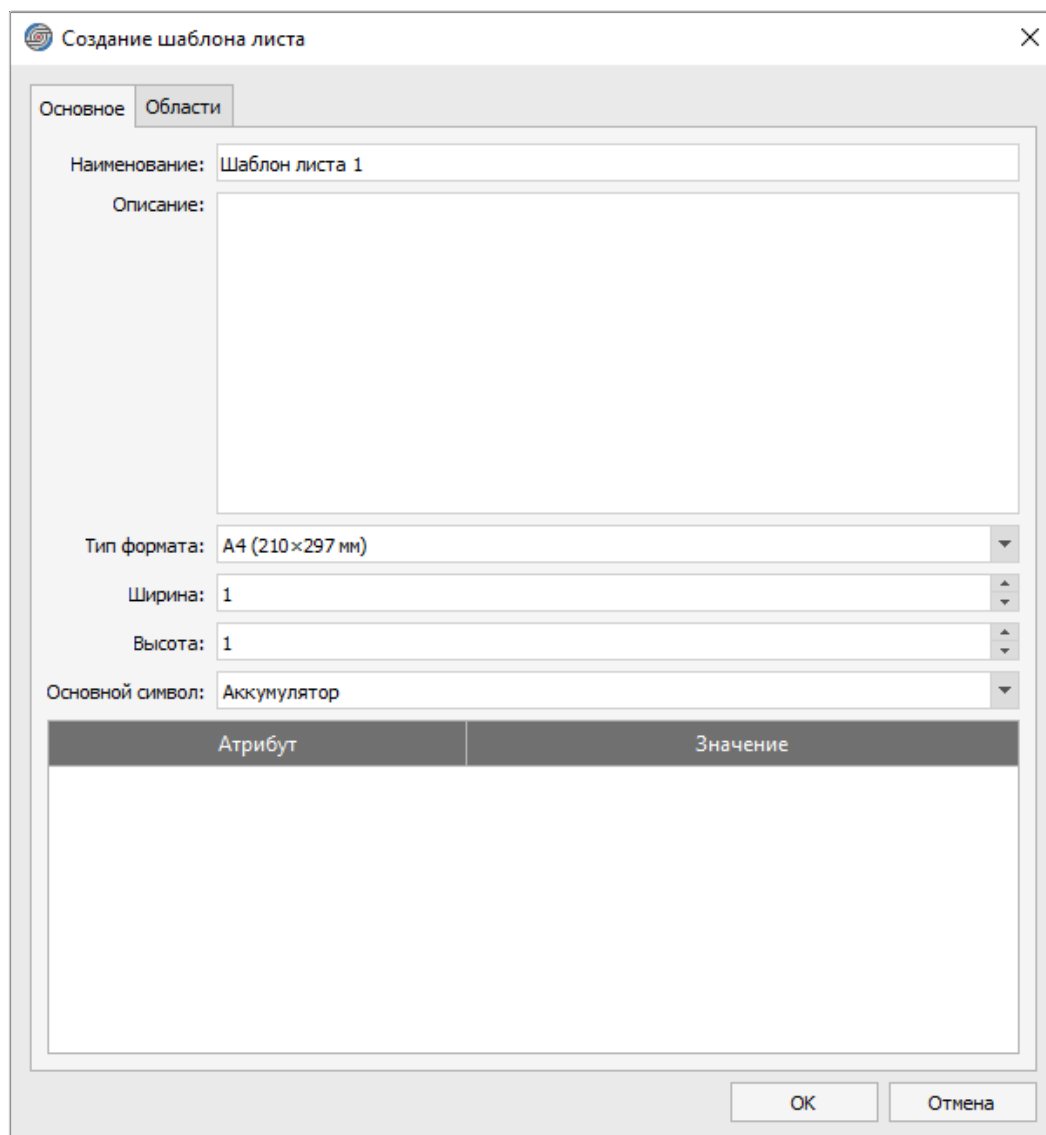 Создание шаблона листа
Основное Области
Наименование: Шаблон листа 1
Описание:
Тип формата: A4 (210×297 мм)
Ширина: 1
Высота: 1
Основной символ: Аккумулятор
Атрибут Значение
OK Отмена